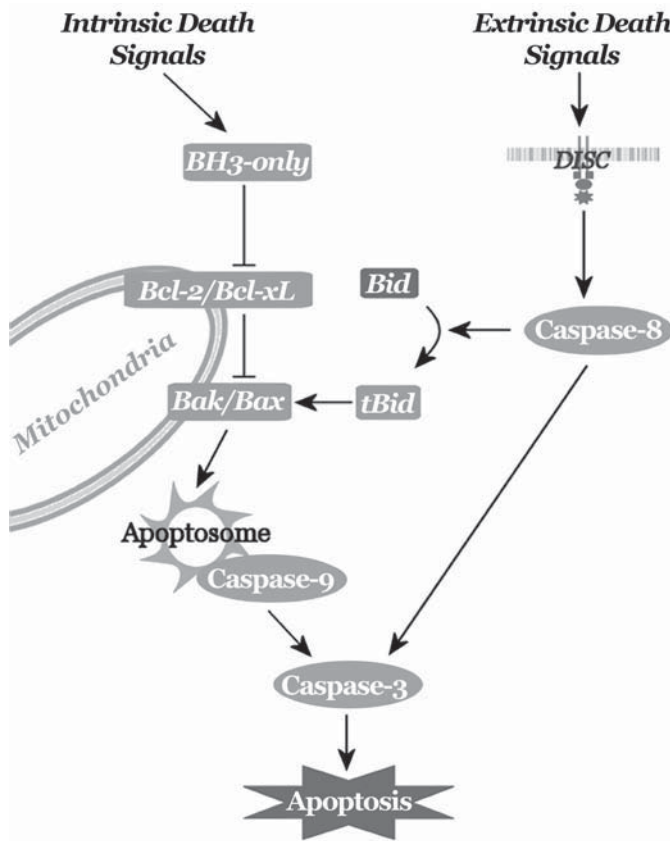 Intrinsic Death
Signals
Extrinsic Death
Signals
BH3-only
DISC
Bcl-2/Bcl-xL
Bid
Caspase-8
Mitochondria
Bak/Bax
tBid
Apoptosome
Caspase-9
Caspase-3
Apoptosis